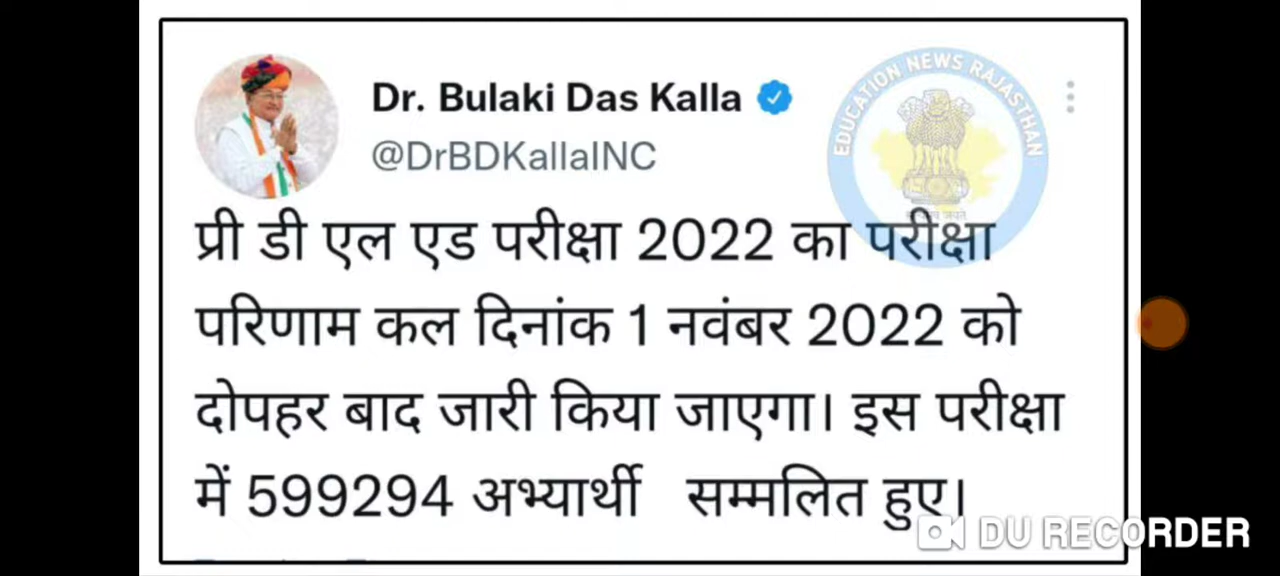 Dr. Bulaki Das Kalla
@DrBDKallaINC
EDUCATION NEWS RAJASTHAN
प्री डी एल एड परीक्षा 2022 का परीक्षा
परिणाम कल दिनांक 1 नवंबर 2022 को
दोपहर बाद जारी किया जाएगा। इस परीक्षा
में 599294 अभ्यार्थी सम्मलित हुए।
DU RECORDER